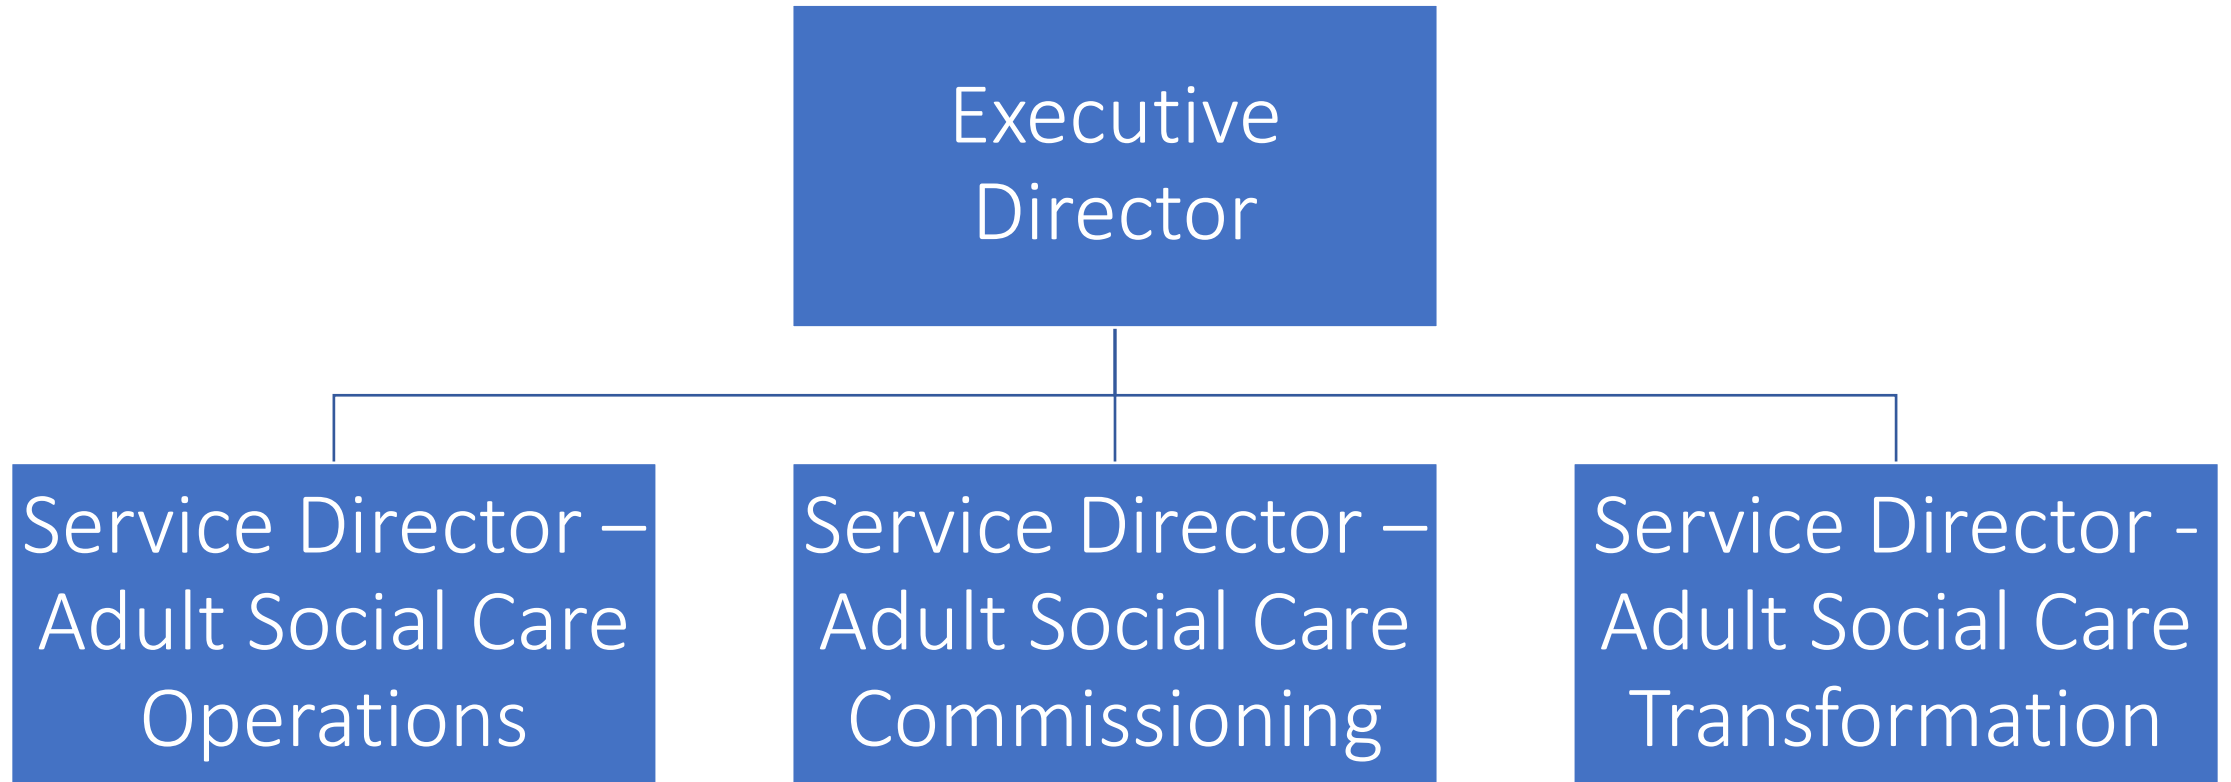 Executive
Director
Service Director –
Adult Social Care
Operations
Service Director –
Adult Social Care
Commissioning
Service Director -
Adult Social Care
Transformation